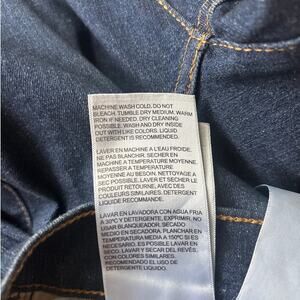 MACHINE WASH COLD. DO NOT
BLEACH. TUMBLE DRY MEDIUM. WARM
IRON IF NEEDED. DRY CLEANING
POSSIBLE. WASH AND DRY INSIDE
OUT WITH LIKE COLORS. LIQUID
DETERGENT IS RECOMMENDED.
LAVER EN MACHINE A L'EAU FROIDE.
NE PAS BLANCHIR. SECHER EN
MACHINE A TEMPERATURE MOYENNE.
REPASSER A TEMPERATURE
MOYENNE AU BESOIN. NETTOYAGE A
SEC POSSIBLE. LAVER ET SECHER LE
PRODUIT RETOURNE, AVEC DES
COULEURS SIMILAIRES. DETERGENT
LIQUIDE RECOMMANDE.
LAVAR EN LAVADORA CON AGUA FRIA
A 30ºC Y DETERGENTE, EXPRIMIR, NO
USAR BLANQUEADOR, SECAR EN
MEDIO A SECADORA. PLANCHAR EN
TEMPERATURA MEDIA A 150ºC SI ES
NECESARIO. ES POSIBLE LAVAR EN
SECO. LAVAR Y SECAR DEL REVÉS,
CON COLORES SIMILARES.
RECOMENDADO EL USO DE
DETERGENTE LIQUIDO.